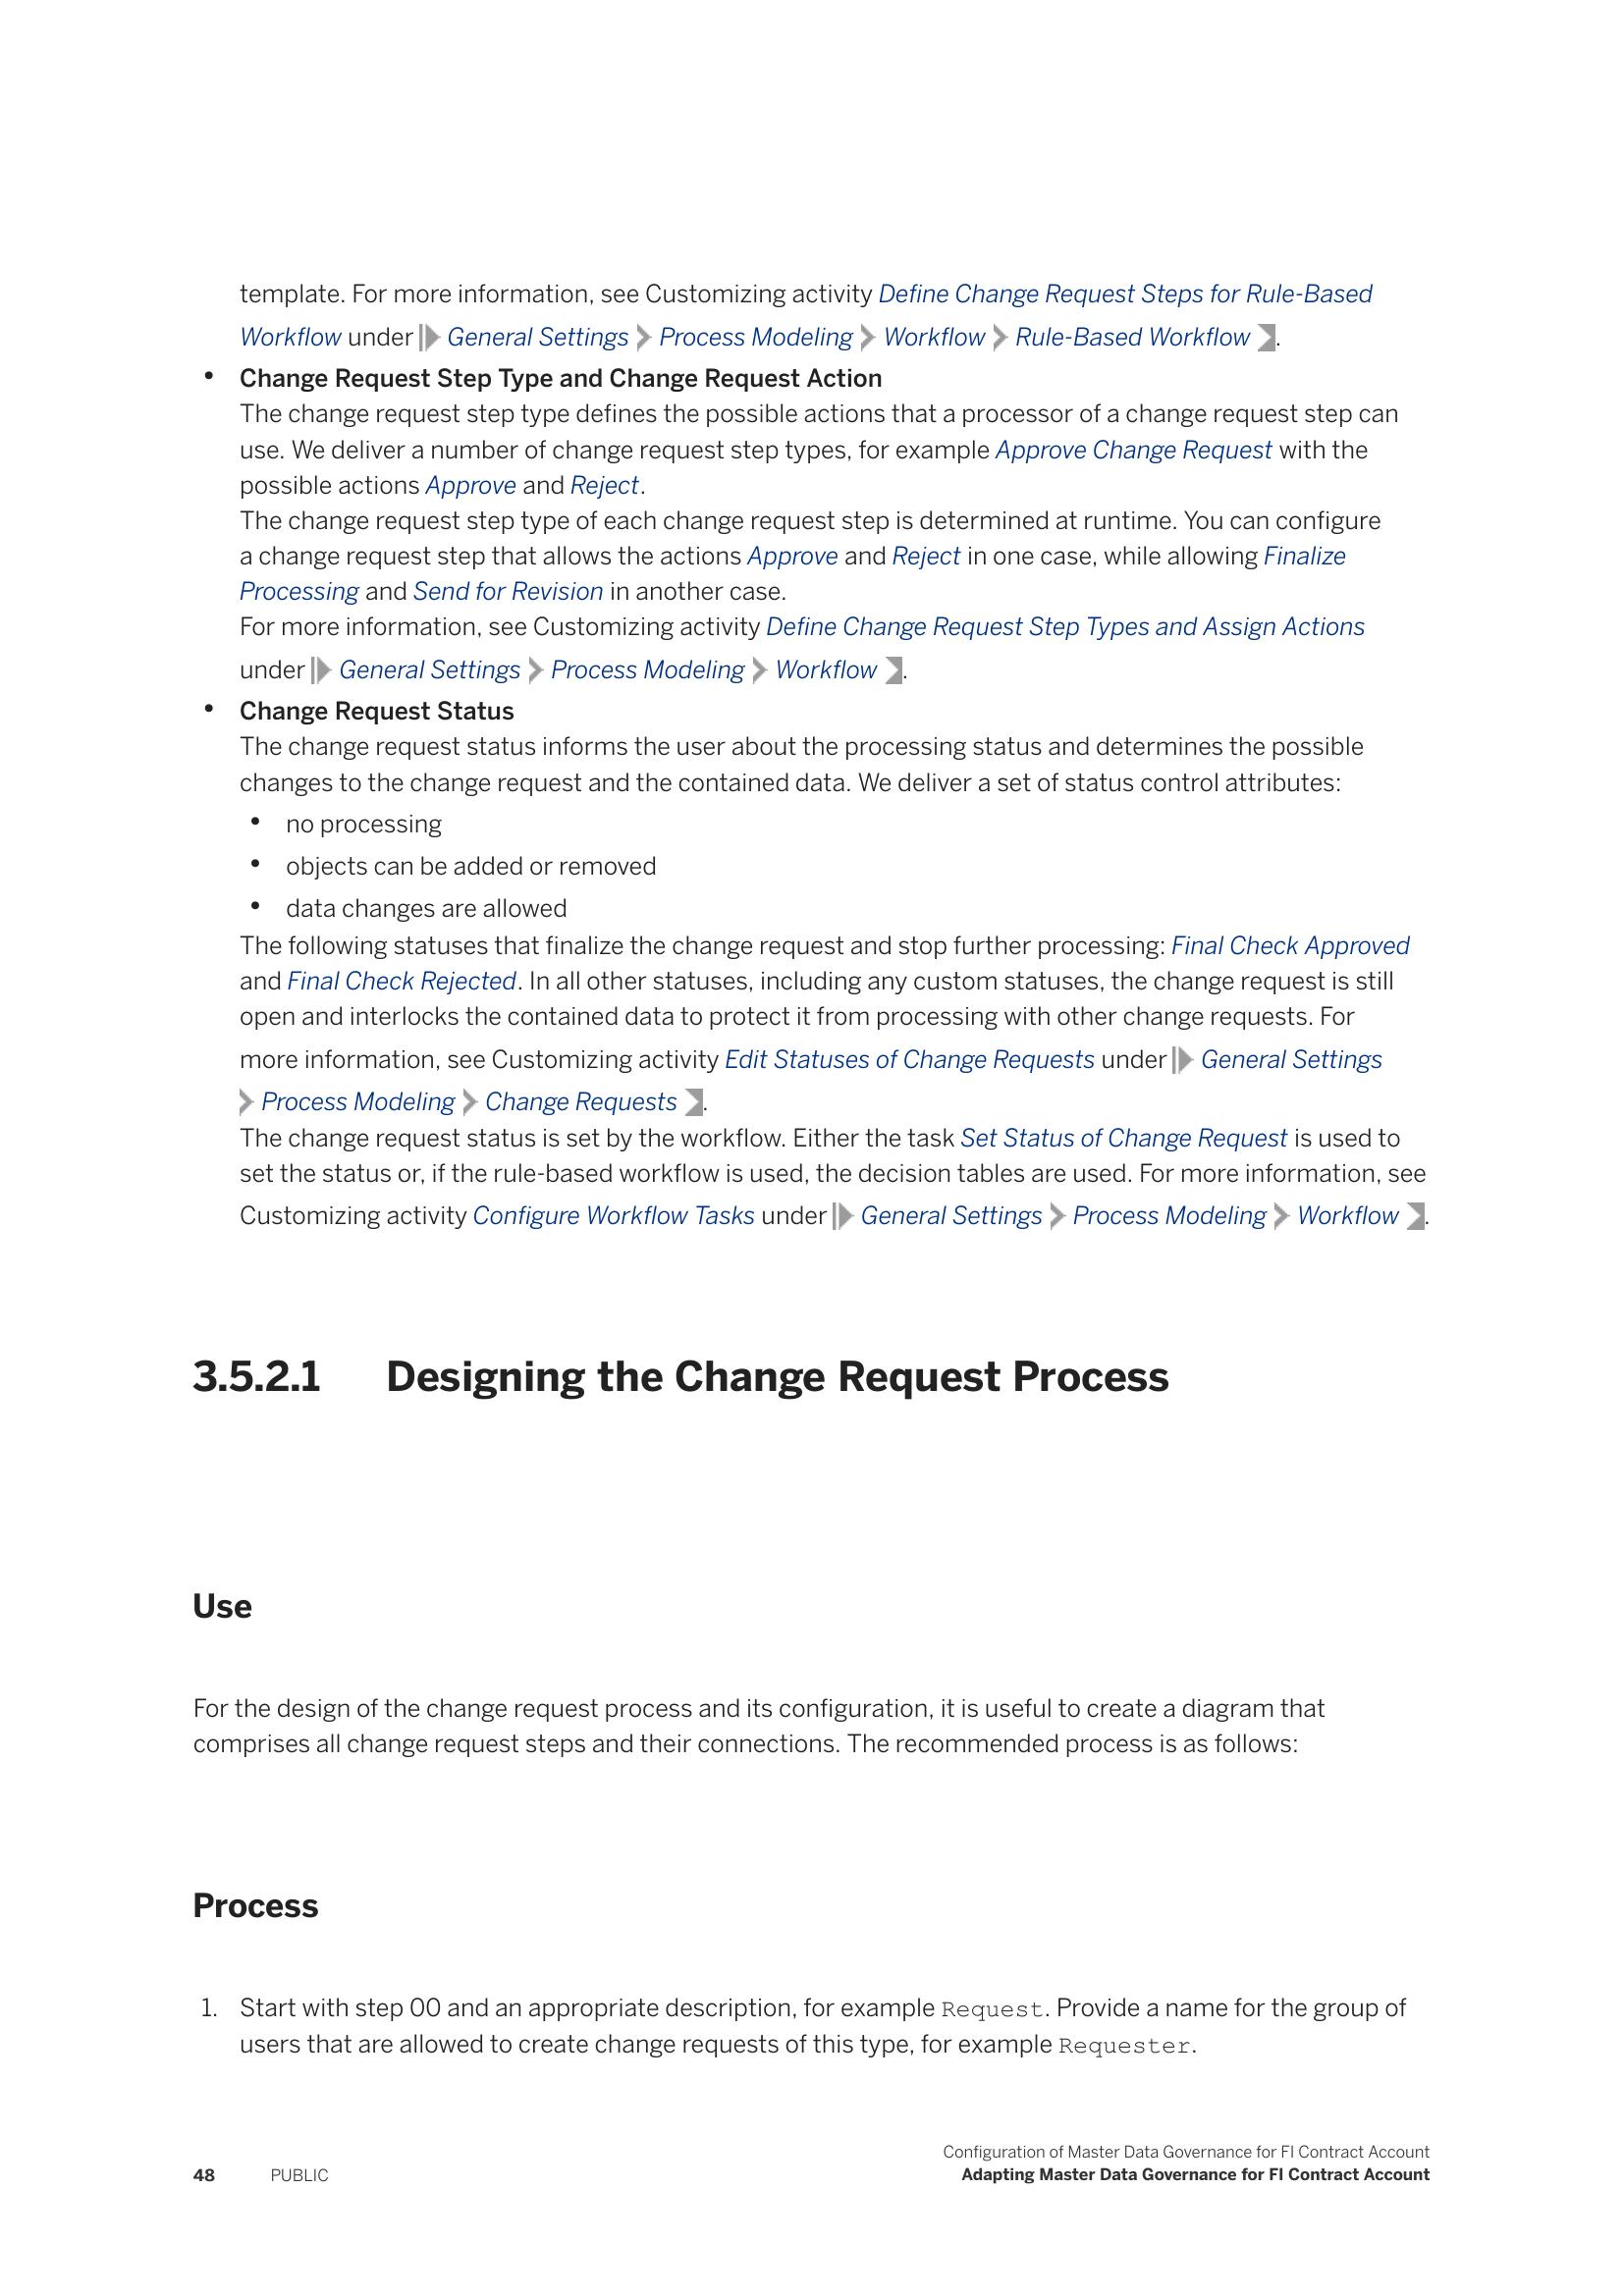 template. For more information, see Customizing activity Define Change Request Steps for Rule-Based
Workflow under General Settings Process Modeling Workflow Rule-Based Workflow .
• Change Request Step Type and Change Request Action
The change request step type defines the possible actions that a processor of a change request step can
use. We deliver a number of change request step types, for example Approve Change Request with the
possible actions Approve and Reject.
The change request step type of each change request step is determined at runtime. You can configure
a change request step that allows the actions Approve and Reject in one case, while allowing Finalize
Processing and Send for Revision in another case.
For more information, see Customizing activity Define Change Request Step Types and Assign Actions
under General Settings Process Modeling Workflow .
• Change Request Status
The change request status informs the user about the processing status and determines the possible
changes to the change request and the contained data. We deliver a set of status control attributes:
• no processing
• objects can be added or removed
• data changes are allowed
The following statuses that finalize the change request and stop further processing: Final Check Approved
and Final Check Rejected. In all other statuses, including any custom statuses, the change request is still
open and interlocks the contained data to protect it from processing with other change requests. For
more information, see Customizing activity Edit Statuses of Change Requests under General Settings
Process Modeling Change Requests .
The change request status is set by the workflow. Either the task Set Status of Change Request is used to
set the status or, if the rule-based workflow is used, the decision tables are used. For more information, see
Customizing activity Configure Workflow Tasks under General Settings Process Modeling Workflow .
3.5.2.1 Designing the Change Request Process
Use
For the design of the change request process and its configuration, it is useful to create a diagram that
comprises all change request steps and their connections. The recommended process is as follows:
Process
1. Start with step 00 and an appropriate description, for example Request. Provide a name for the group of
users that are allowed to create change requests of this type, for example Requester.
Configuration of Master Data Governance for FI Contract Account
48 PUBLIC Adapting Master Data Governance for FI Contract Account